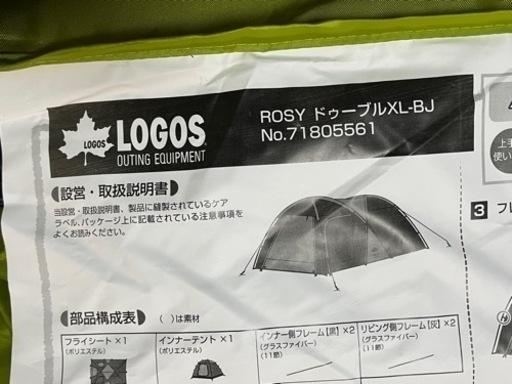 LOGOS
OUTING EQUIPMENT
ROSY ドゥーブルXL-BJ
No.71805561
設営・取扱説明書
当設営・取扱説明書、製品に縫製されているケア
ラベル、パッケージ上に記載されている注意事項を
よくお読みください。
部品構成表 ( )は素材
フライシート×1
(ポリエステル)
インナーテント×1
(ポリエステル)
インナー側フレーム【黒】×2
(グラスファイバー)
(11節)
リビング側フレーム【灰】×2
(グラスファイバー)
(11節)
上手
使い
3 フレ